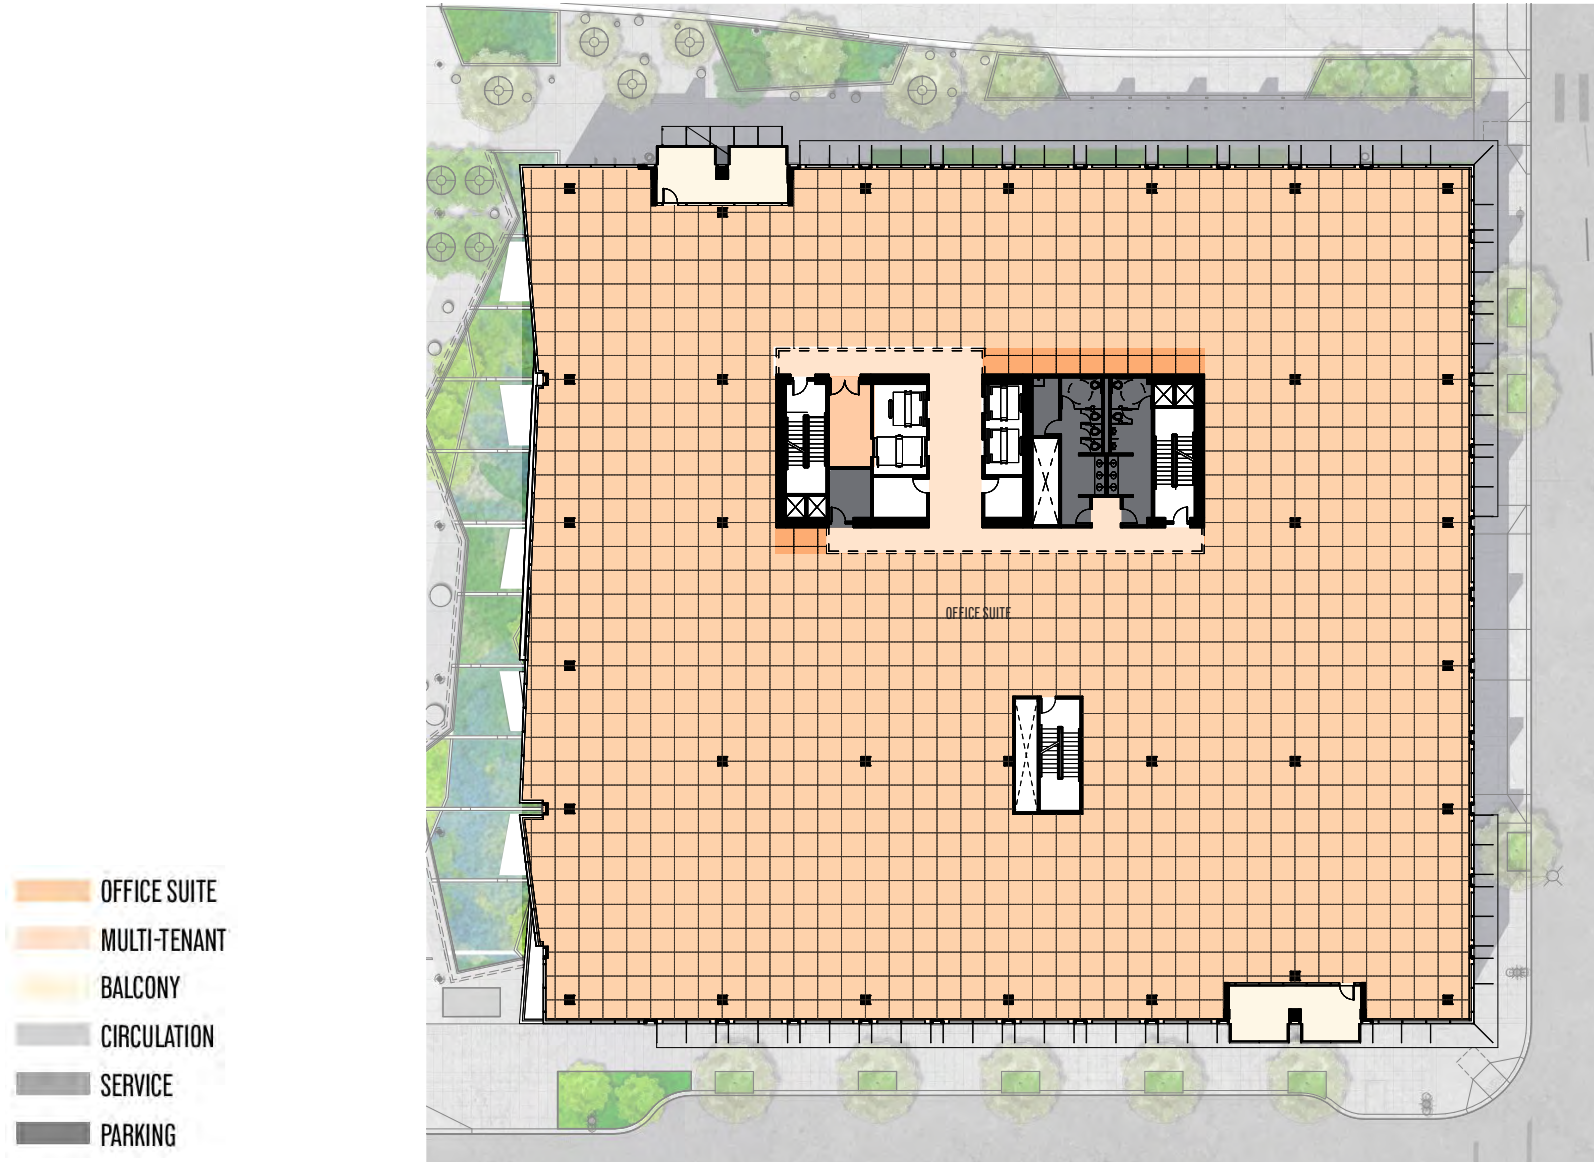 OFFICE SUITE
OFFICE SUITE
MULTI-TENANT
BALCONY
CIRCULATION
SERVICE
PARKING